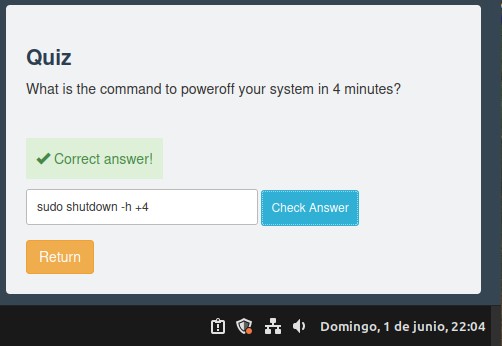 Quiz
What is the command to poweroff your system in 4 minutes?
Correct answer!
sudo shutdown -h +4
Check Answer
Return
Domingo, 1 de junio, 22:04